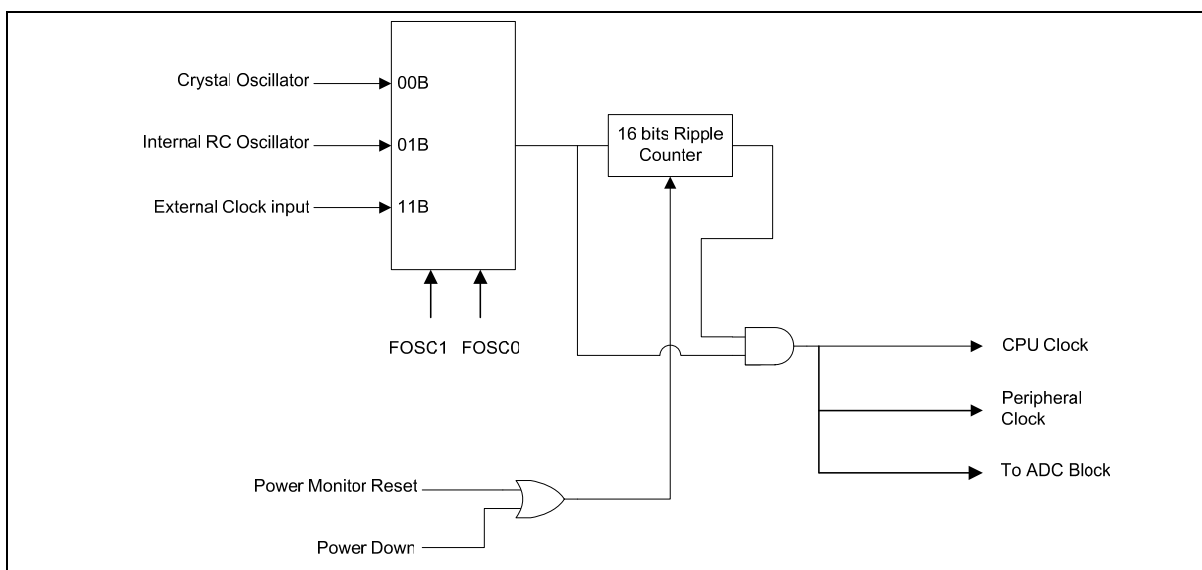 Crystal Oscillator
00B
Internal RC Oscillator
01B
16 bits Ripple
Counter
External Clock input
11B
FOSC1
FOSC0
CPU Clock
Peripheral
Clock
To ADC Block
Power Monitor Reset
Power Down